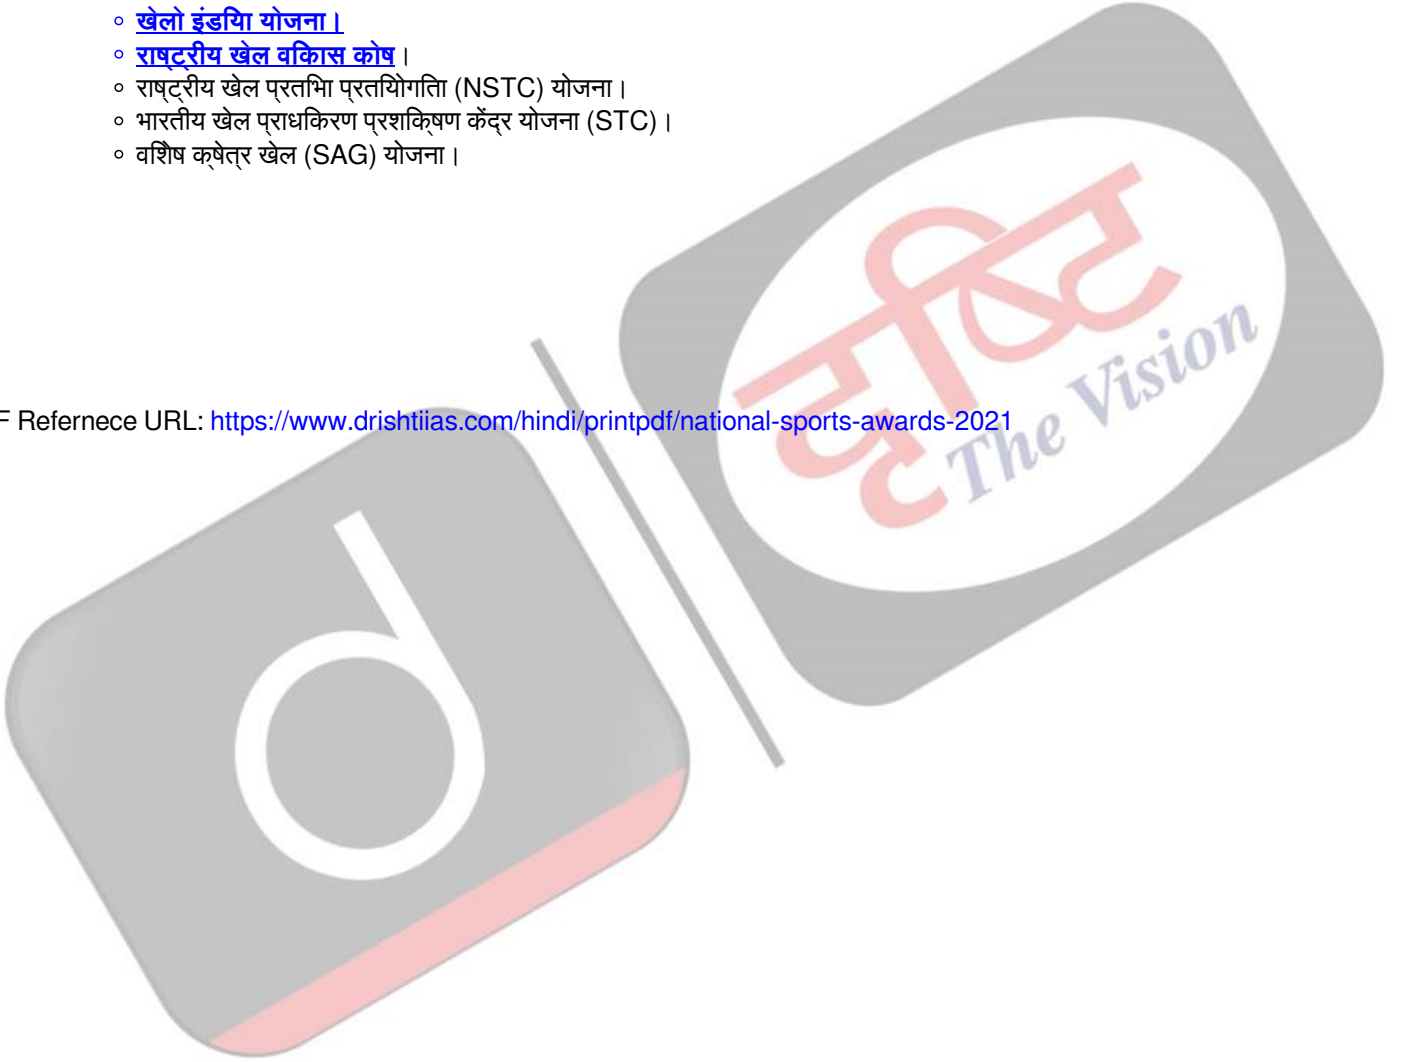 खेलो इंडिया योजना।
राष्ट्रीय खेल विकास कोष।
राष्ट्रीय खेल प्रतिभा प्रतियोगिता (NSTC) योजना।
भारतीय खेल प्राधिकरण प्रशिक्षण केंद्र योजना (STC)।
विशेष क्षेत्र खेल (SAG) योजना।
दृष्टि
The Vision
F Refernece URL: https://www.drishtiias.com/hindi/printpdf/national-sports-awards-2021
d